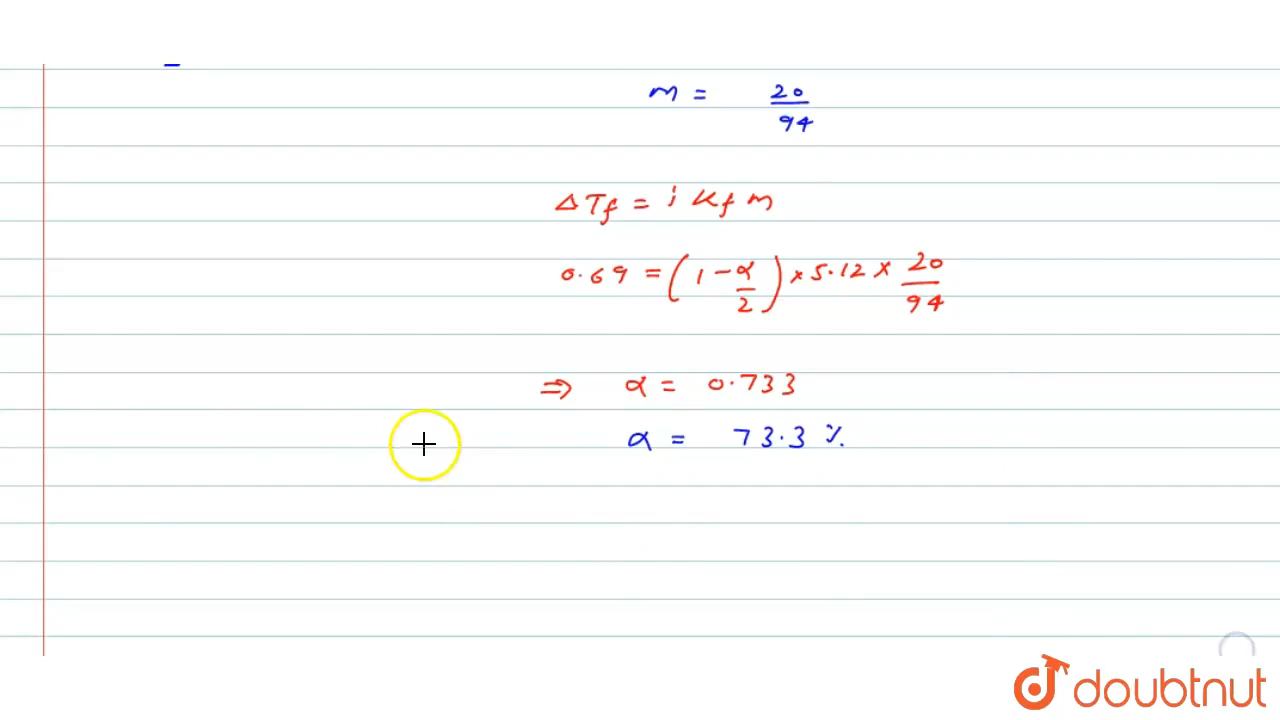 m = 20/94
ΔTf = i Kf m
0.69 = (1 - α/2) × 5.12 × 20/94
⇒ α = 0.733
α = 73.3 %
doubtnut